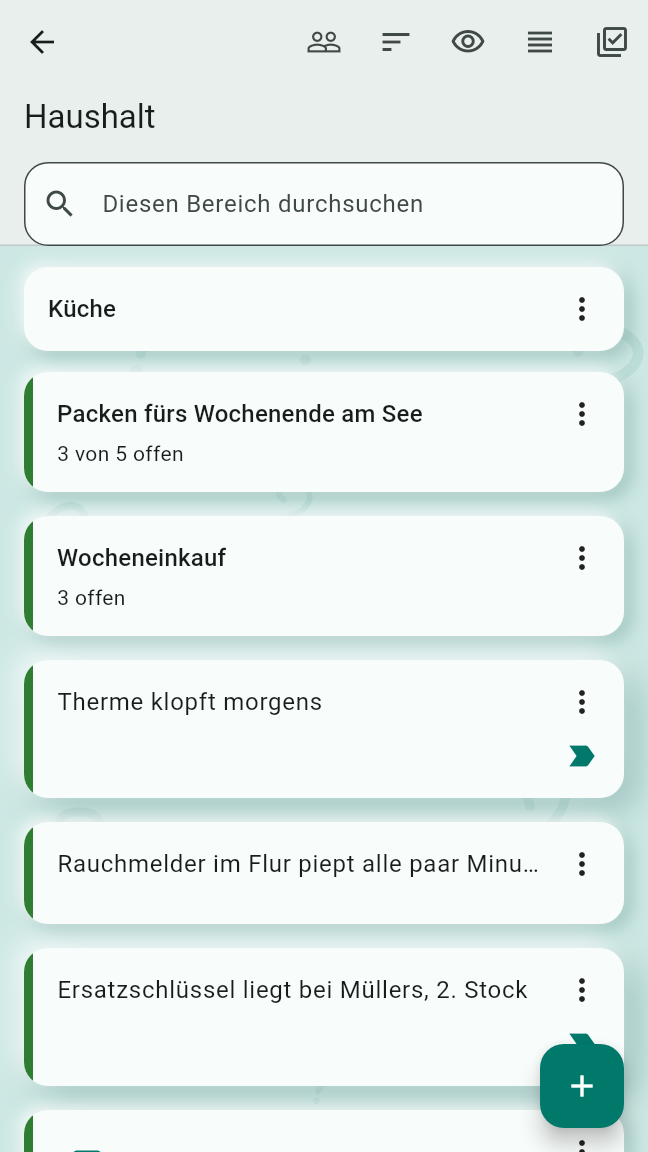 Haushalt
Diesen Bereich durchsuchen
Küche
Packen fürs Wochenende am See
3 von 5 offen
Wocheneinkauf
3 offen
Therme klopft morgens
Rauchmelder im Flur piept alle paar Minu...
Ersatzschlüssel liegt bei Müllers, 2. Stock